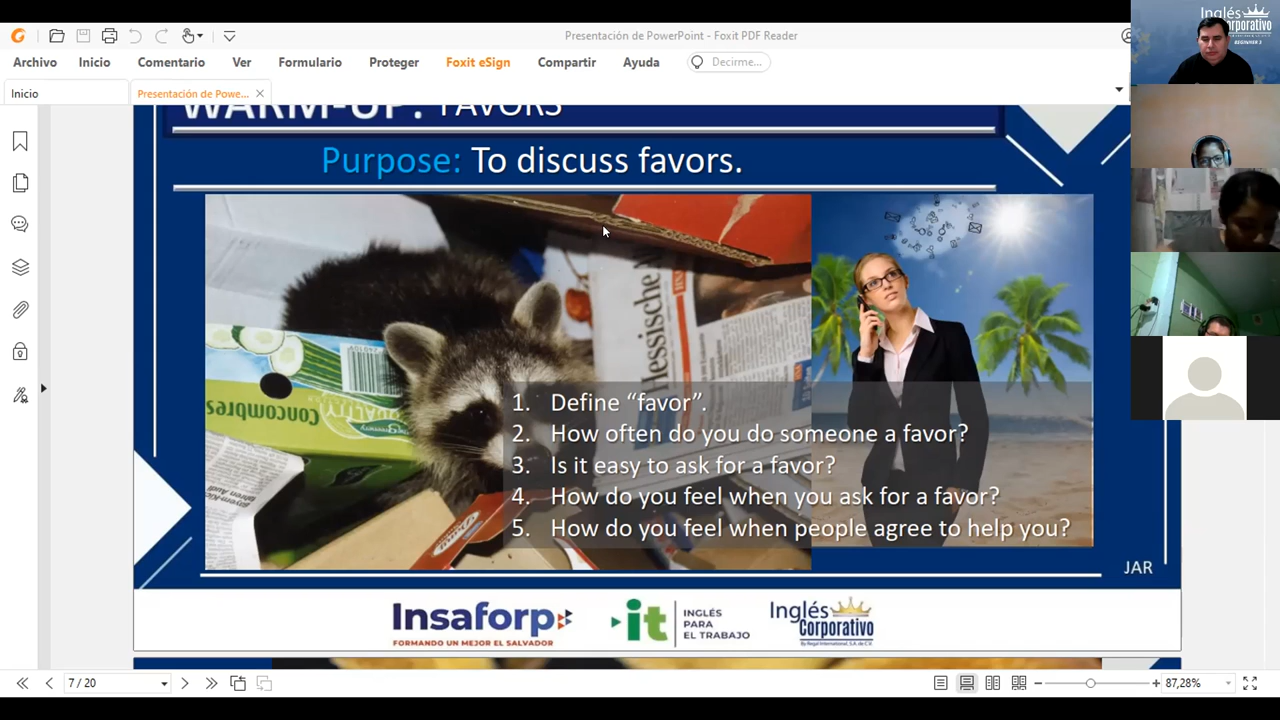 Presentación de PowerPoint - Foxit PDF Reader
Archivo Inicio Comentario Ver Formulario Proteger Foxit eSign Compartir Ayuda Decirme...
Inicio Presentación de Powe...
WARM-UP: FAVORS
Purpose: To discuss favors.
Hessische N
Concombres
1. Define “favor”.
2. How often do you do someone a favor?
3. Is it easy to ask for a favor?
4. How do you feel when you ask for a favor?
5. How do you feel when people agree to help you?
JAR
Insaforp
FORMANDO UN MEJOR EL SALVADOR
it INGLÉS PARA EL TRABAJO
Inglés Corporativo
By Regal International, S.A. de C.V.
7 / 20
87,28%
Inglés
Corporativo
BEGINNER 2